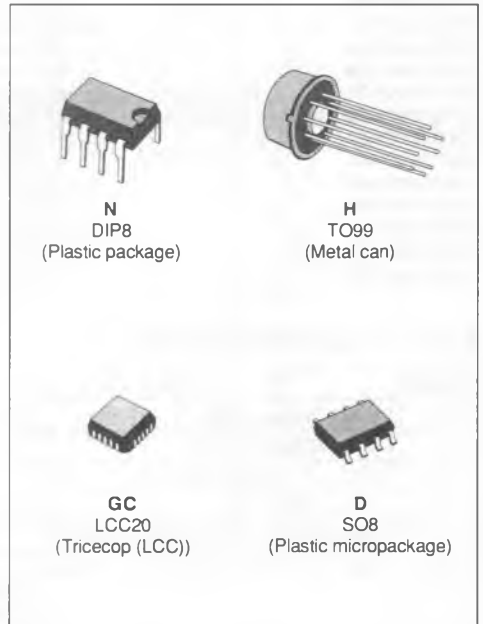 N
DIP8
(Plastic package)
H
TO99
(Metal can)
GC
LCC20
(Tricecop (LCC))
D
SO8
(Plastic micropackage)